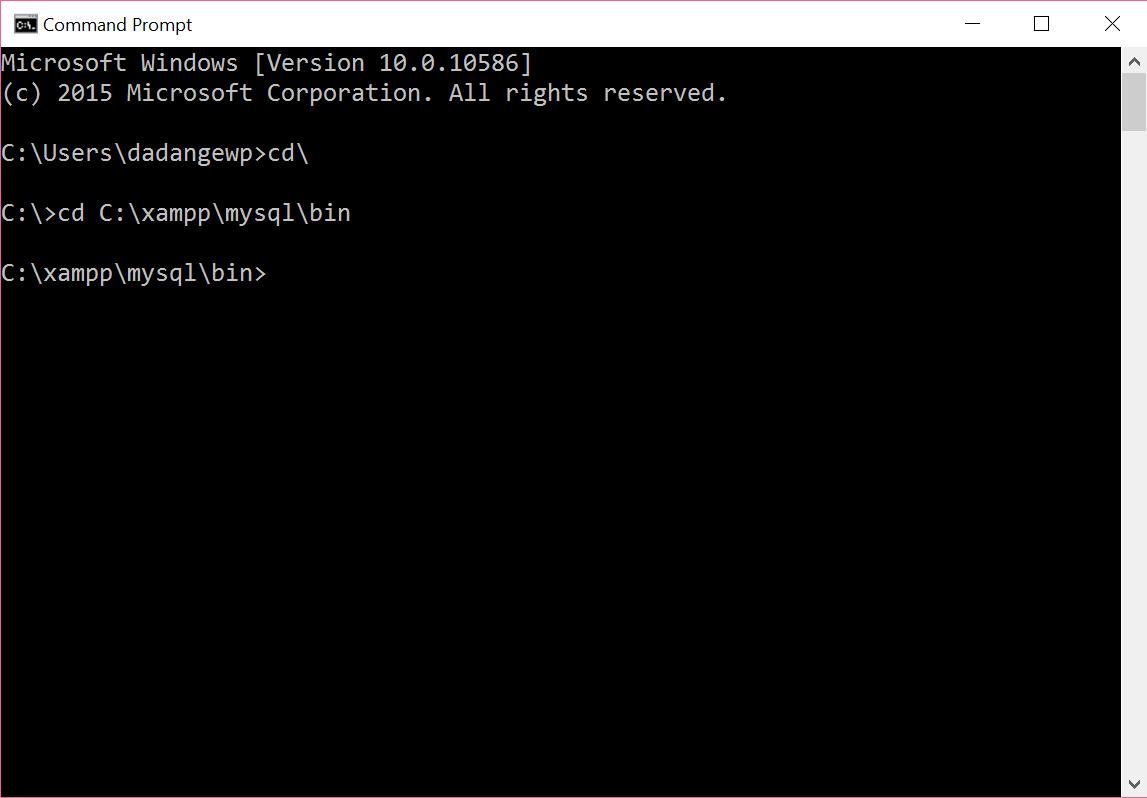 Command Prompt
Microsoft Windows [Version 10.0.10586]
(c) 2015 Microsoft Corporation. All rights reserved.
C:\Users\dadangewp>cd\
C:\>cd C:\xampp\mysql\bin
C:\xampp\mysql\bin>